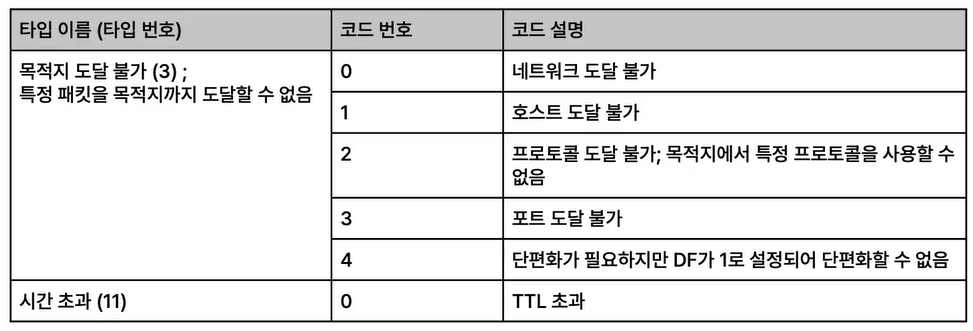 타입 이름 (타입 번호)
코드 번호
코드 설명
목적지 도달 불가 (3) ;
특정 패킷을 목적지까지 도달할 수 없음
0
네트워크 도달 불가
1
호스트 도달 불가
2
프로토콜 도달 불가; 목적지에서 특정 프로토콜을 사용할 수
없음
3
포트 도달 불가
4
단편화가 필요하지만 DF가 1로 설정되어 단편화할 수 없음
시간 초과 (11)
0
TTL 초과